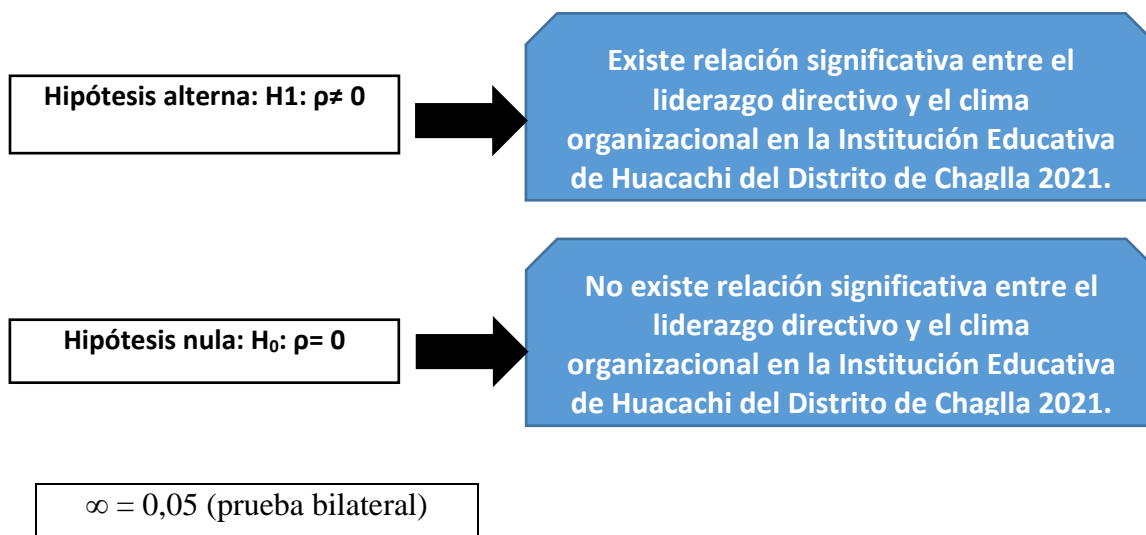 Hipótesis alterna: H1: ρ≠ 0
Existe relación significativa entre el
liderazgo directivo y el clima
organizacional en la Institución Educativa
de Huacachi del Distrito de Chaglla 2021.
Hipótesis nula: H₀: ρ= 0
No existe relación significativa entre el
liderazgo directivo y el clima
organizacional en la Institución Educativa
de Huacachi del Distrito de Chaglla 2021.
∞ = 0,05 (prueba bilateral)